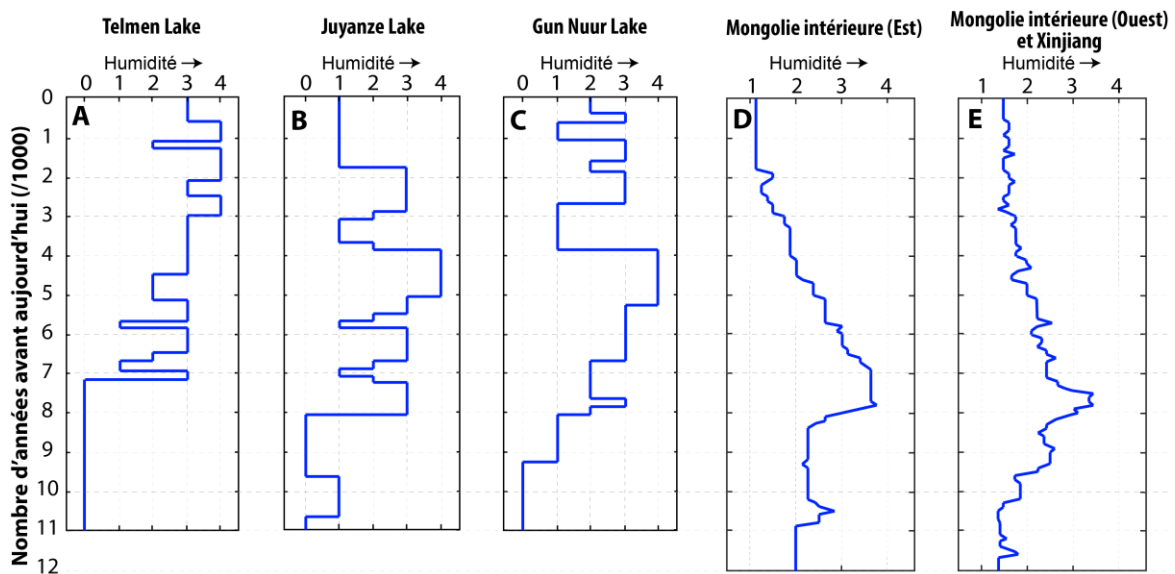 Telmen Lake
Humidité →
0 1 2 3 4
A
Juyanze Lake
Humidité →
0 1 2 3 4
B
Gun Nuur Lake
Humidité →
0 1 2 3 4
C
Mongolie intérieure (Est)
Humidité →
1 2 3 4
D
Mongolie intérieure (Ouest)
et Xinjiang
Humidité →
1 2 3 4
E
Nombre d'années avant aujourd'hui (/1000)
0
1
2
3
4
5
6
7
8
9
10
11
12